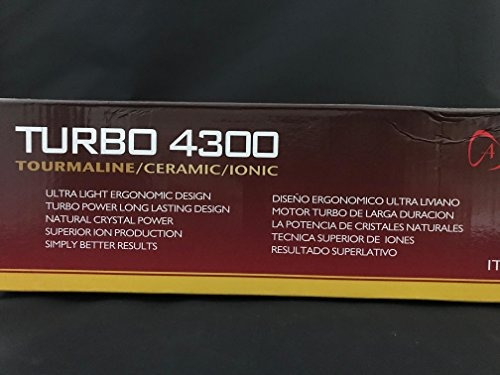 TURBO 4300
TOURMALINE/CERAMIC/IONIC
ULTRA LIGHT ERGONOMIC DESIGN
TURBO POWER LONG LASTING DESIGN
NATURAL CRYSTAL POWER
SUPERIOR ION PRODUCTION
SIMPLY BETTER RESULTS
DISEÑO ERGONOMICO ULTRA LIVIANO
MOTOR TURBO DE LARGA DURACION
LA POTENCIA DE CRISTALES NATURALES
TECNICA SUPERIOR DE IONES
RESULTADO SUPERLATIVO